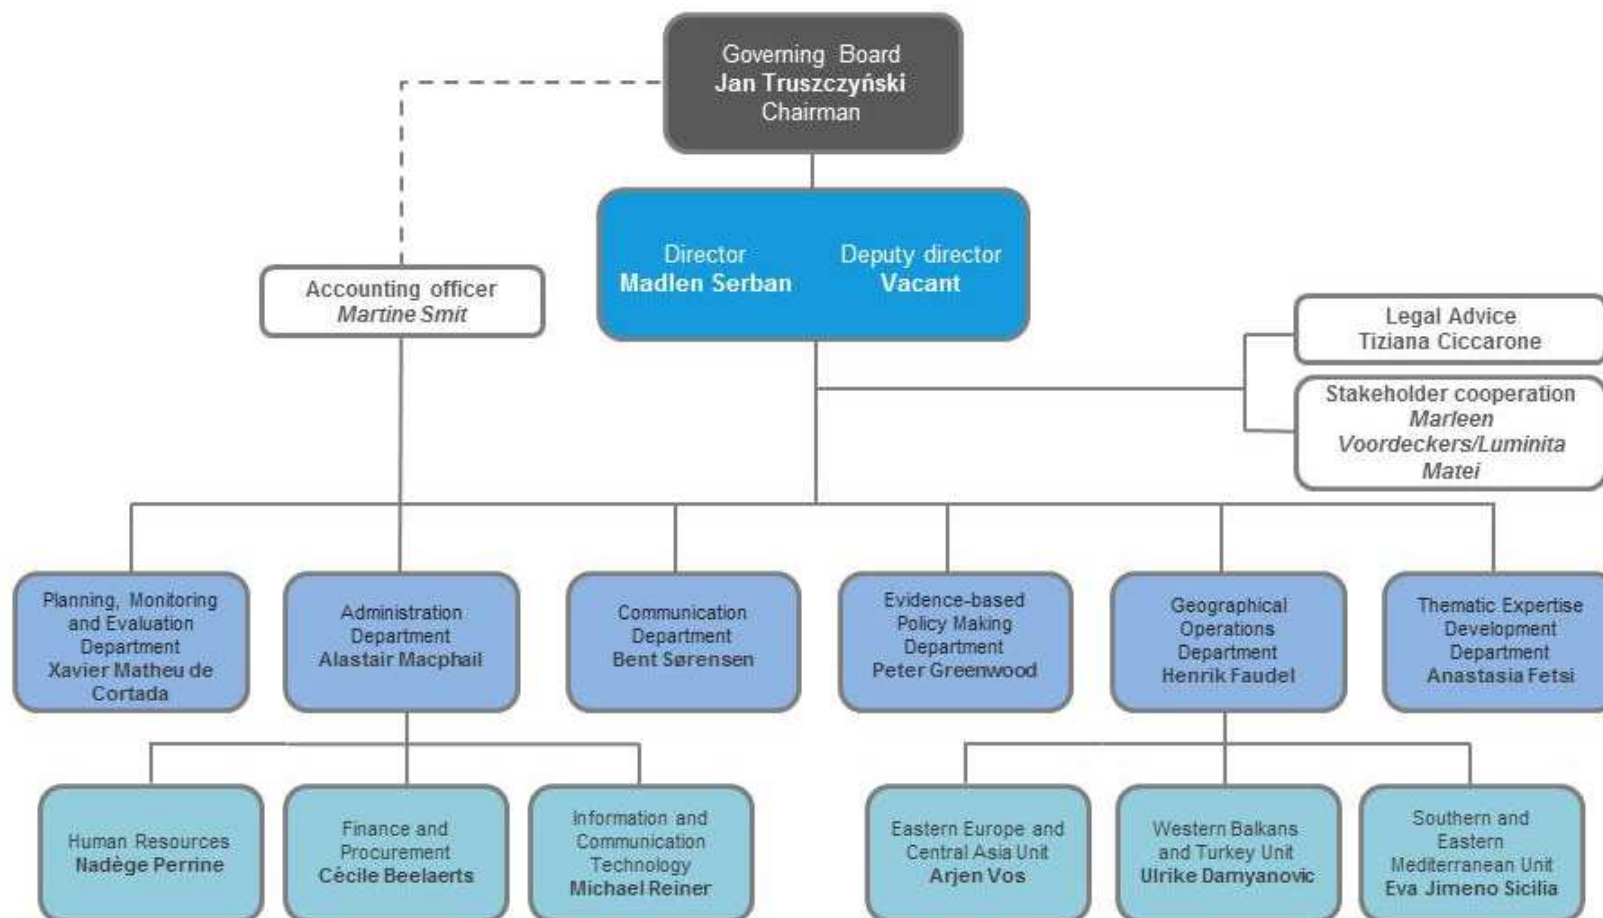 Governing Board
Jan Truszczyński
Chairman
Director
Madlen Serban
Deputy director
Vacant
Accounting officer
Martine Smit
Legal Advice
Tiziana Ciccarone
Stakeholder cooperation
Marleen
Voordeckers/Luminita
Matei
Planning, Monitoring
and Evaluation
Department
Xavier Matheu de
Cortada
Administration
Department
Alastair Macphail
Communication
Department
Bent Sørensen
Evidence-based
Policy Making
Department
Peter Greenwood
Geographical
Operations
Department
Henrik Faudel
Thematic Expertise
Development
Department
Anastasia Fetsi
Human Resources
Nadège Perrine
Finance and
Procurement
Cécile Beelaerts
Information and
Communication
Technology
Michael Reiner
Eastern Europe and
Central Asia Unit
Arjen Vos
Western Balkans
and Turkey Unit
Ulrike Damyanovic
Southern and
Eastern
Mediterranean Unit
Eva Jimeno Sicilia